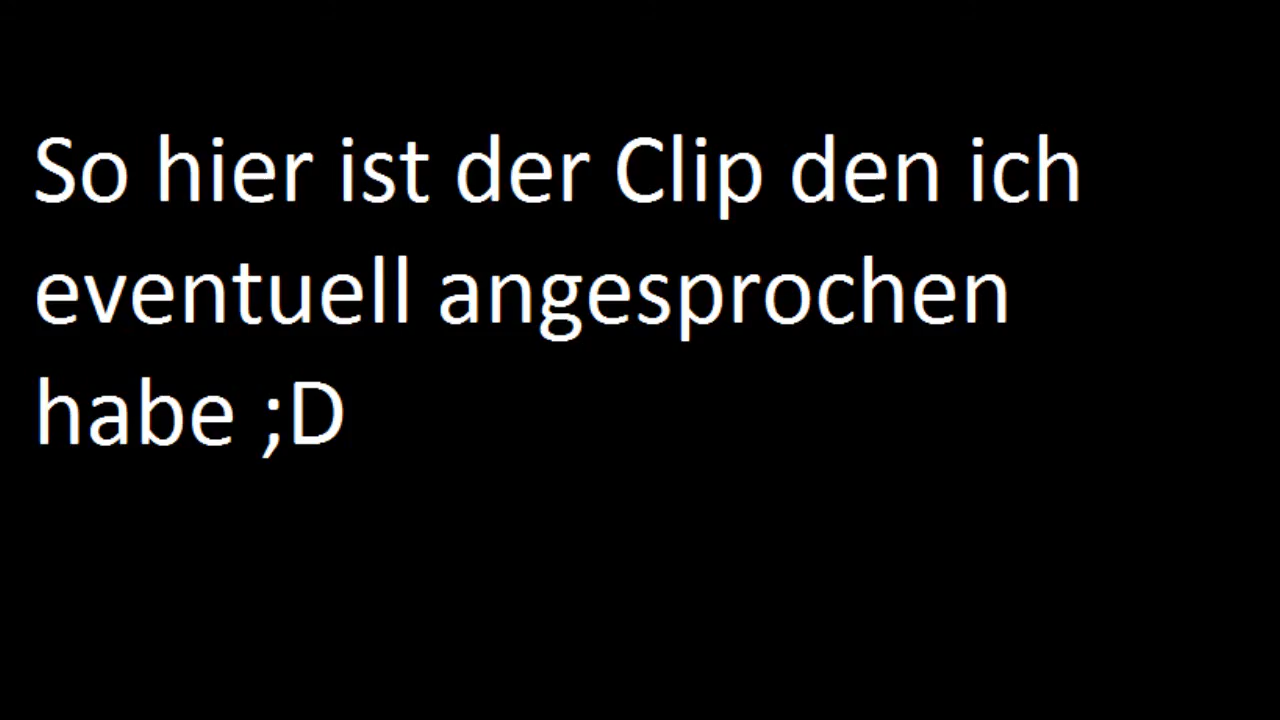 So hier ist der Clip den ich
eventuell angesprochen
habe ;D